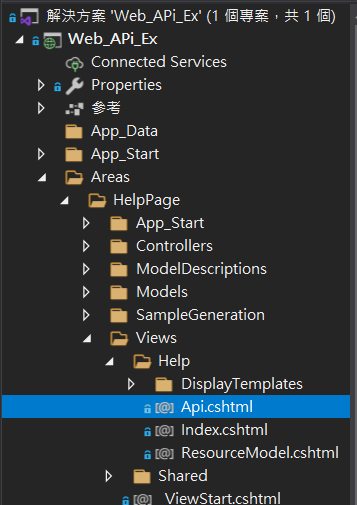 解決方案 'Web_APi_Ex' (1 個專案，共 1 個)
Web_APi_Ex
Connected Services
Properties
參考
App_Data
App_Start
Areas
HelpPage
App_Start
Controllers
ModelDescriptions
Models
SampleGeneration
Views
Help
DisplayTemplates
Api.cshtml
Index.cshtml
ResourceModel.cshtml
Shared
_ViewStart.cshtml